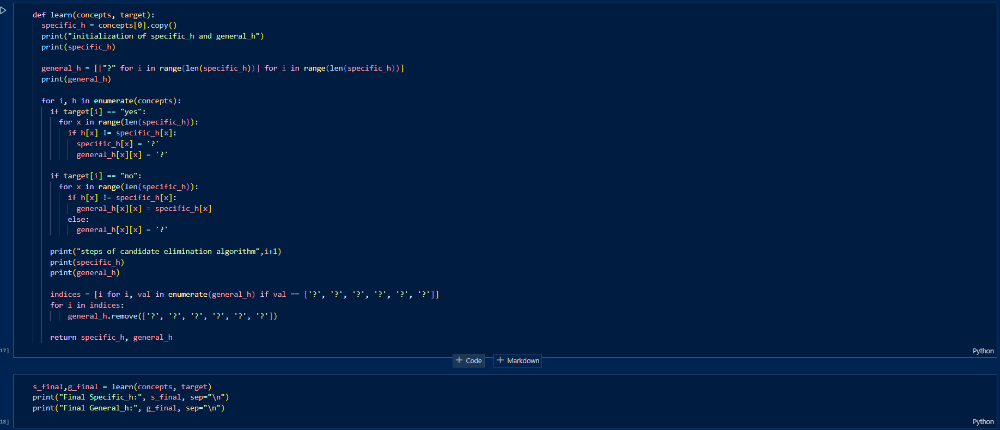 def learn(concepts, target):
  specific_h = concepts[0].copy()
  print("initialization of specific_h and general_h")
  print(specific_h)

  general_h = [["?" for i in range(len(specific_h))] for i in range(len(specific_h))]
  print(general_h)

  for i, h in enumerate(concepts):
    if target[i] == "yes":
      for x in range(len(specific_h)):
        if h[x] != specific_h[x]:
          specific_h[x] = '?'
          general_h[x][x] = '?'

    if target[i] == "no":
      for x in range(len(specific_h)):
        if h[x] != specific_h[x]:
          general_h[x][x] = specific_h[x]
        else:
          general_h[x][x] = '?'

    print("steps of candidate elimination algorithm",i+1)
    print(specific_h)
    print(general_h)

    indices = [i for i, val in enumerate(general_h) if val == ['?', '?', '?', '?', '?', '?']]
    for i in indices:
        general_h.remove(['?', '?', '?', '?', '?', '?'])

    return specific_h, general_h
17]
Python
+ Code
+ Markdown
s_final,g_final = learn(concepts, target)
print("Final Specific_h:", s_final, sep="\n")
print("Final General_h:", g_final, sep="\n")
18]
Python